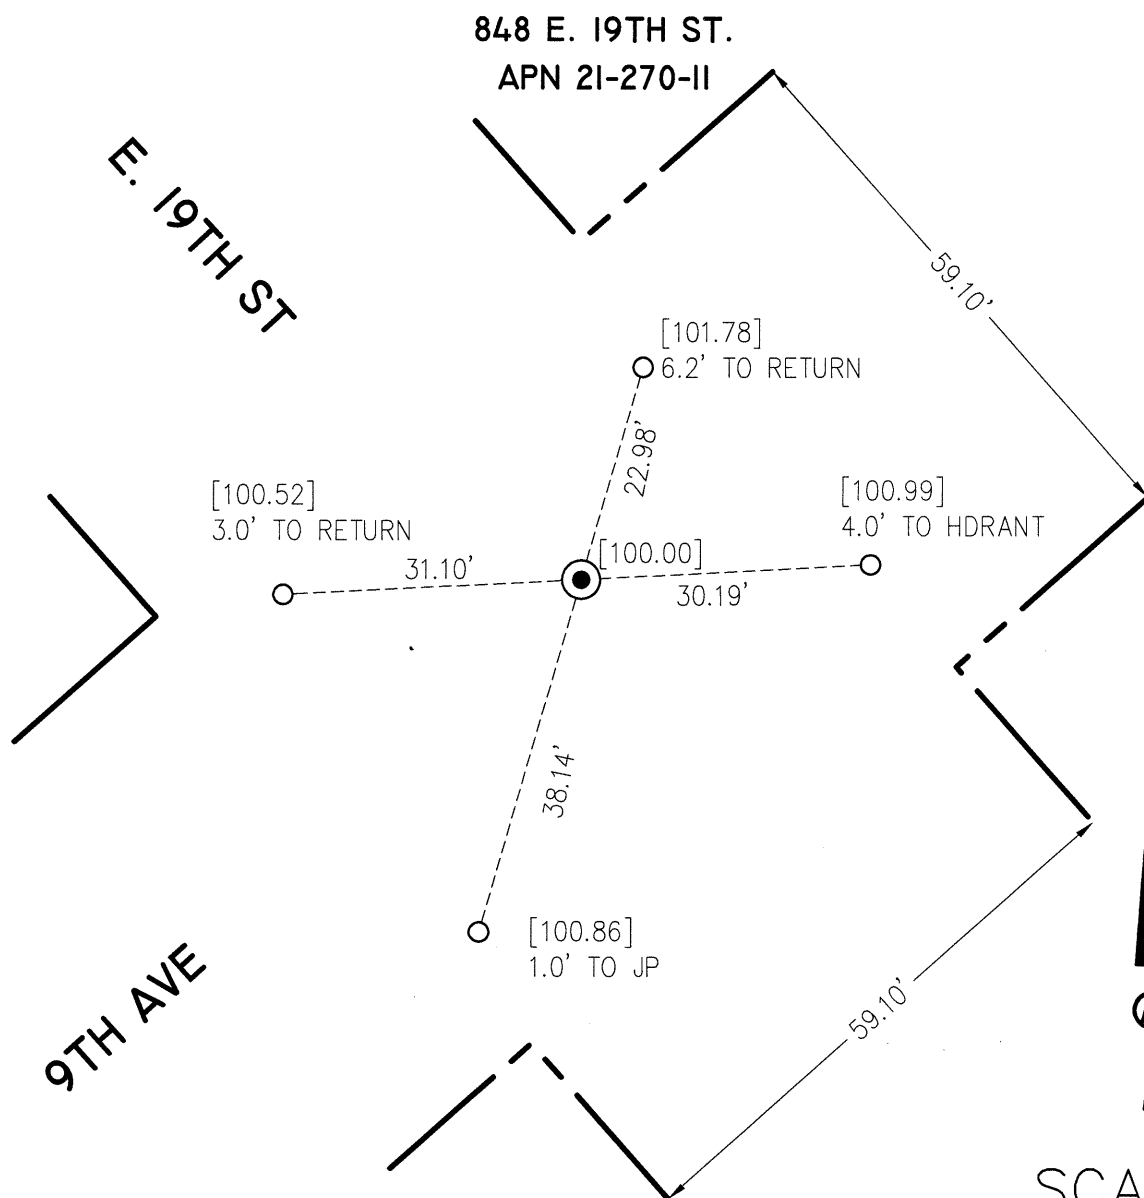 848 E. 19TH ST.
APN 21-270-11
E. 19TH ST
59.10'
[101.78]
6.2' TO RETURN
22.98'
[100.52]
3.0' TO RETURN
[100.99]
4.0' TO HDRANT
31.10'
[100.00]
30.19'
38.14'
[100.86]
1.0' TO JP
9TH AVE
59.10'
SCA